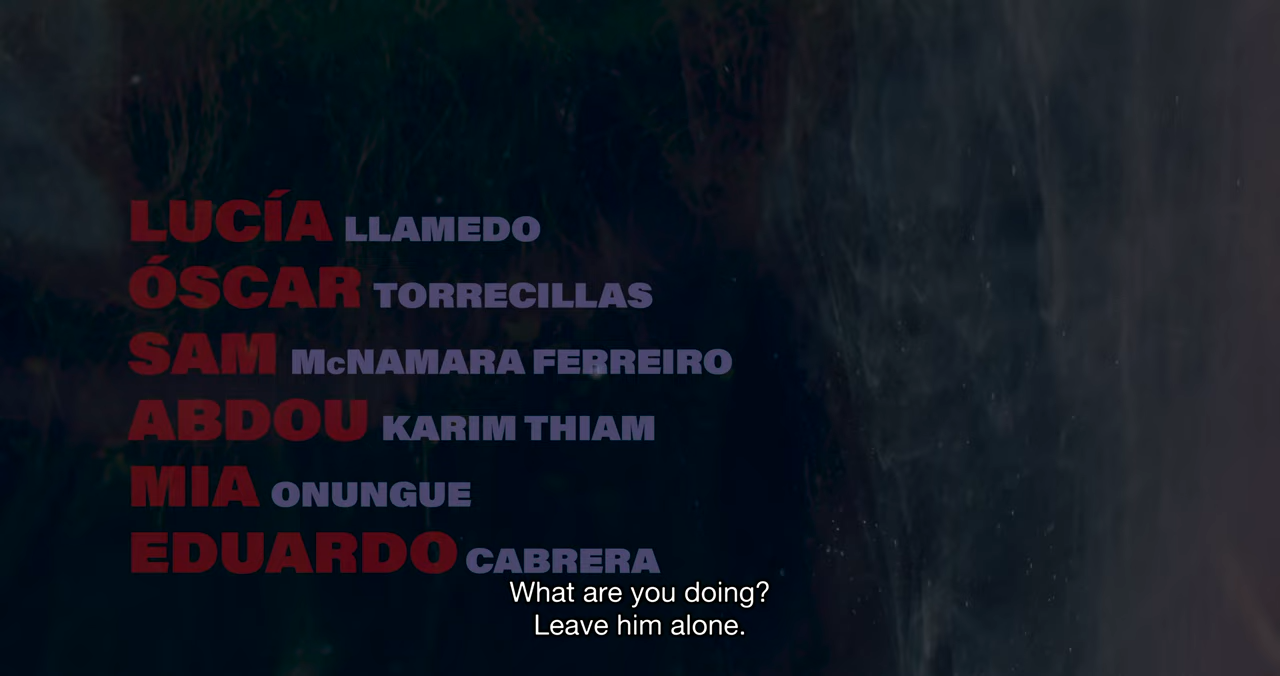 LUCÍA LLAMEDO
ÓSCAR TORRECILLAS
SAM McNAMARA FERREIRO
ABDOU KARIM THIAM
MIA ONUNGUE
EDUARDO CABRERA
What are you doing?
Leave him alone.